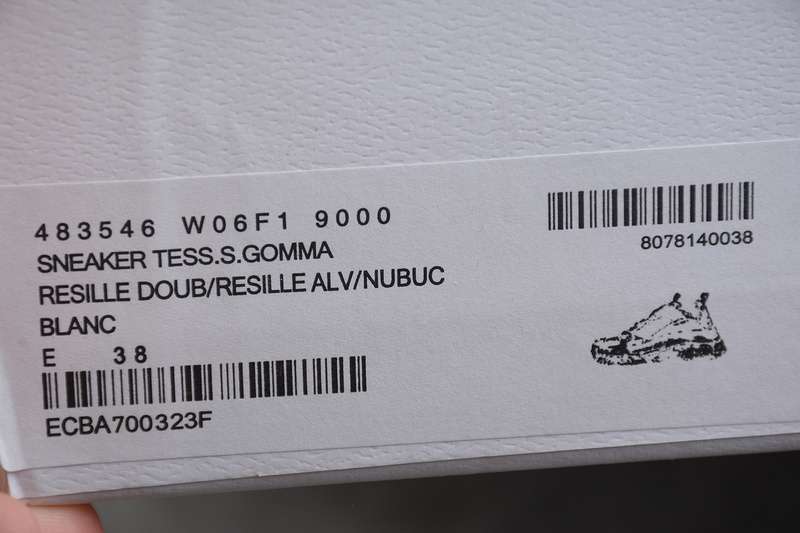 483546 W06F1 9000
SNEAKER TESS.S.GOMMA
RESILLE DOUB/RESILLE ALV/NUBUC
BLANC
E 38
ECBA700323F
8078140038